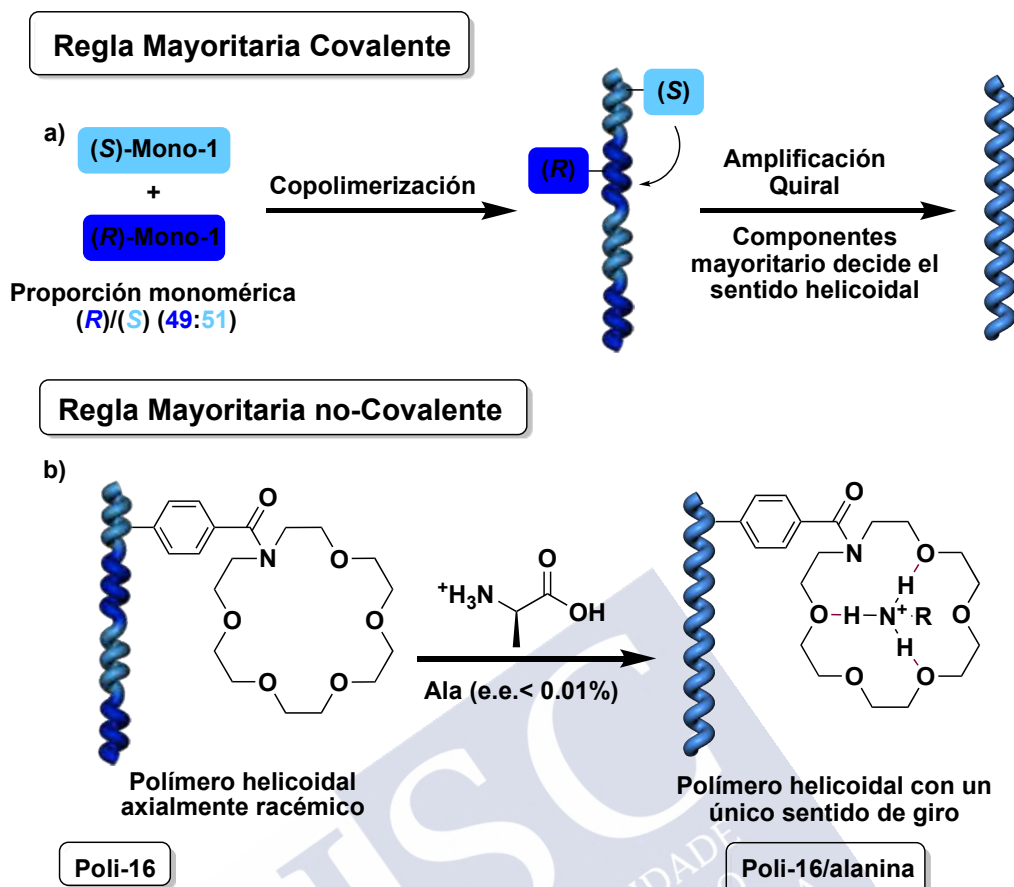 Regla Mayoritaria Covalente
a)
(S)-Mono-1
+
(R)-Mono-1
Proporción monomérica
(R)/(S) (49:51)
Copolimerización
(S)
(R)
Amplificación
Quiral
Componentes
mayoritario decide el
sentido helicoidal
Regla Mayoritaria no-Covalente
b)
O
N
O
O
O
O
O
Polímero helicoidal
axialmente racémico
Poli-16
+H3N
O
OH
Ala (e.e.< 0.01%)
O
N
O
H
O
H
N+
R
O
H
O
O
Polímero helicoidal con un
único sentido de giro
Poli-16/alanina
USC